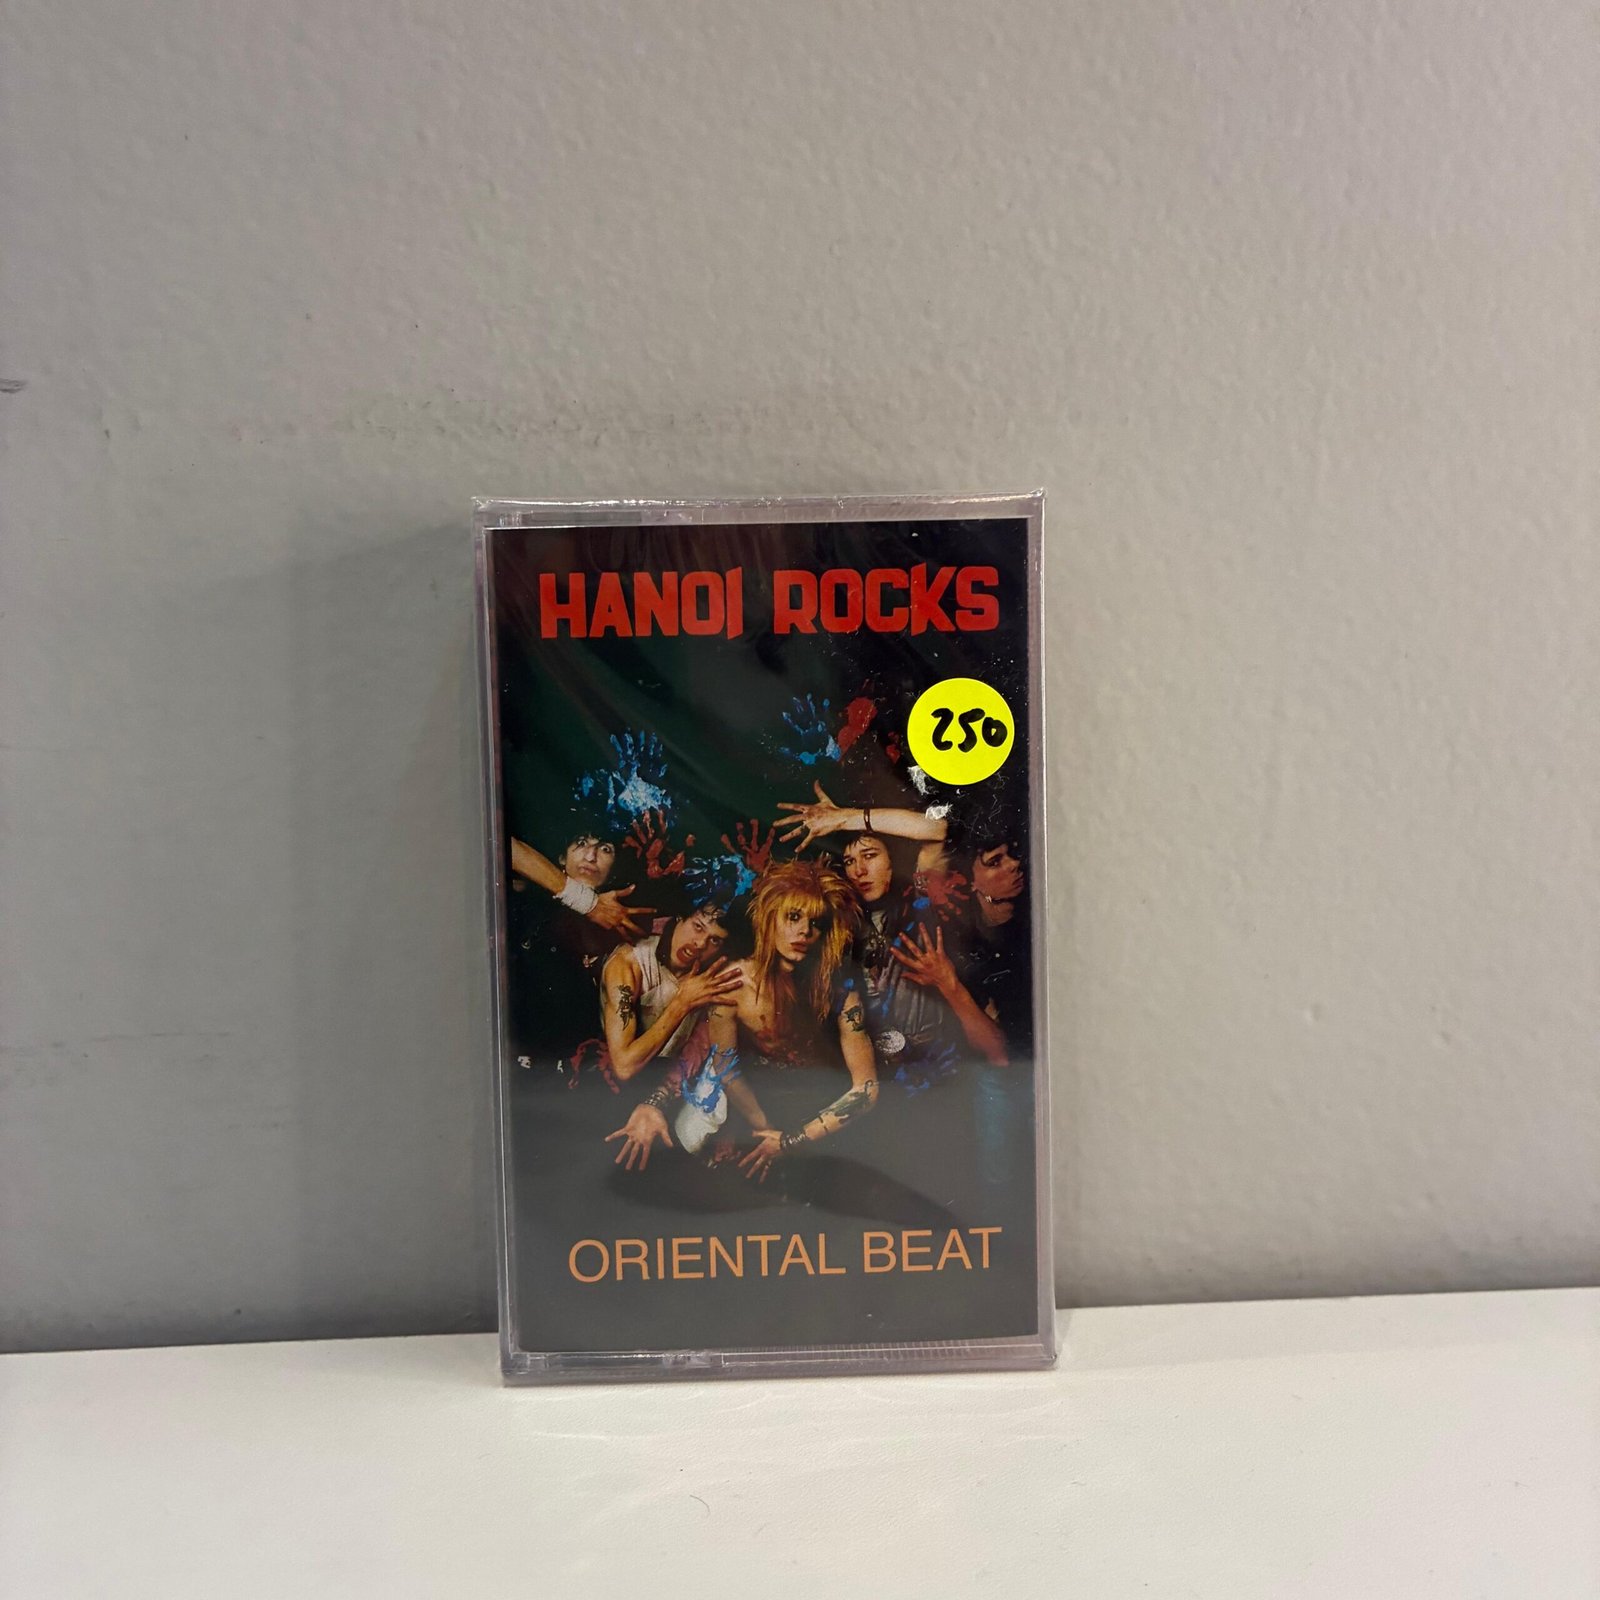 HANOI ROCKS
250
ORIENTAL BEAT